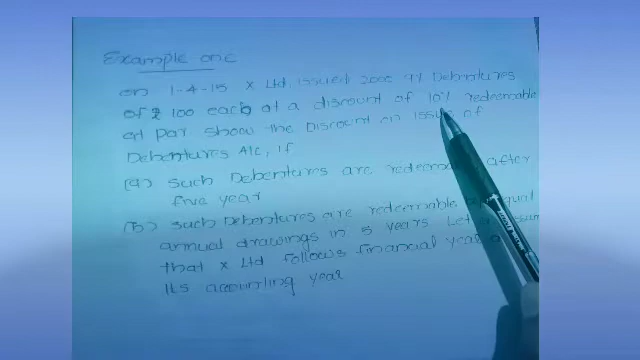 Example one
on 1-4-15 x Ltd issued 2000 9% Debentures
of ₹ 100 each at a discount of 10% redeemable
at par show the Discount on issue of
Debentures A/c, If
(a) such Debentures are after
five year
(b) such Debentures are redeemable equal
annual drawings in 5 years Let
that x Ltd follows financial year
Its accounting year